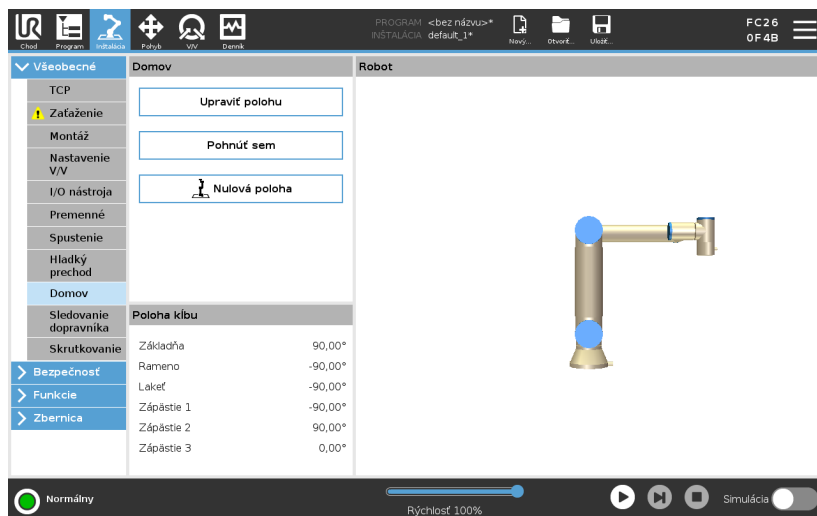 UR
PROGRAM <bez názvu>*
INŠTALÁCIA default_1*
FC26
0F4B
Chod Program Inštalácia Pohyb V/V Denník
Nový... Otvoriť... Uložiť...
Všeobecné
TCP
Zaťaženie
Montáž
Nastavenie
V/V
I/O nástroja
Premenné
Spustenie
Hladký
prechod
Domov
Sledovanie
dopravníka
Skrutkovanie
Bezpečnosť
Funkcie
Zbernica
Domov
Upraviť polohu
Pohnúť sem
Nulová poloha
Poloha kĺbu
Základňa 90,00°
Rameno -90,00°
Lakeť -90,00°
Zápästie 1 -90,00°
Zápästie 2 90,00°
Zápästie 3 0,00°
Robot
Normálny
Rýchlosť 100%
Simulácia